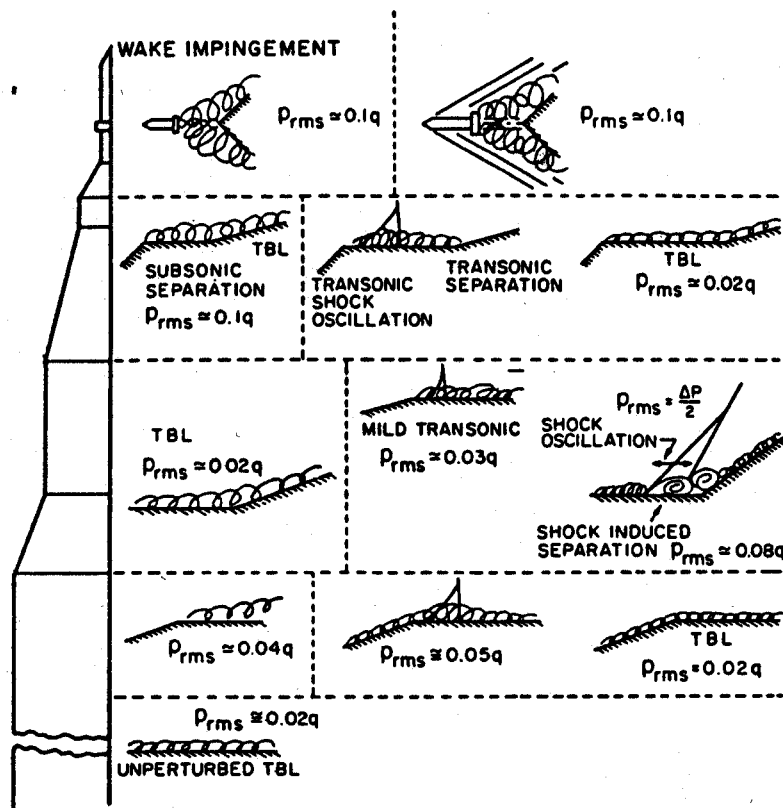 WAKE IMPINGEMENT
Prms ≃ 0.1q
Prms ≃ 0.1q
TBL
SUBSONIC
SEPARATION
Prms ≃ 0.1q
TRANSONIC
SHOCK
OSCILLATION
TRANSONIC
SEPARATION
TBL
Prms ≃ 0.02q
TBL
Prms ≃ 0.02q
MILD TRANSONIC
Prms ≃ 0.03q
Prms = ΔP/2
SHOCK
OSCILLATION
SHOCK INDUCED
SEPARATION Prms ≃ 0.08q
Prms ≃ 0.04q
Prms ≅ 0.05q
TBL
Prms = 0.02q
Prms ≅ 0.02q
UNPERTURBED TBL